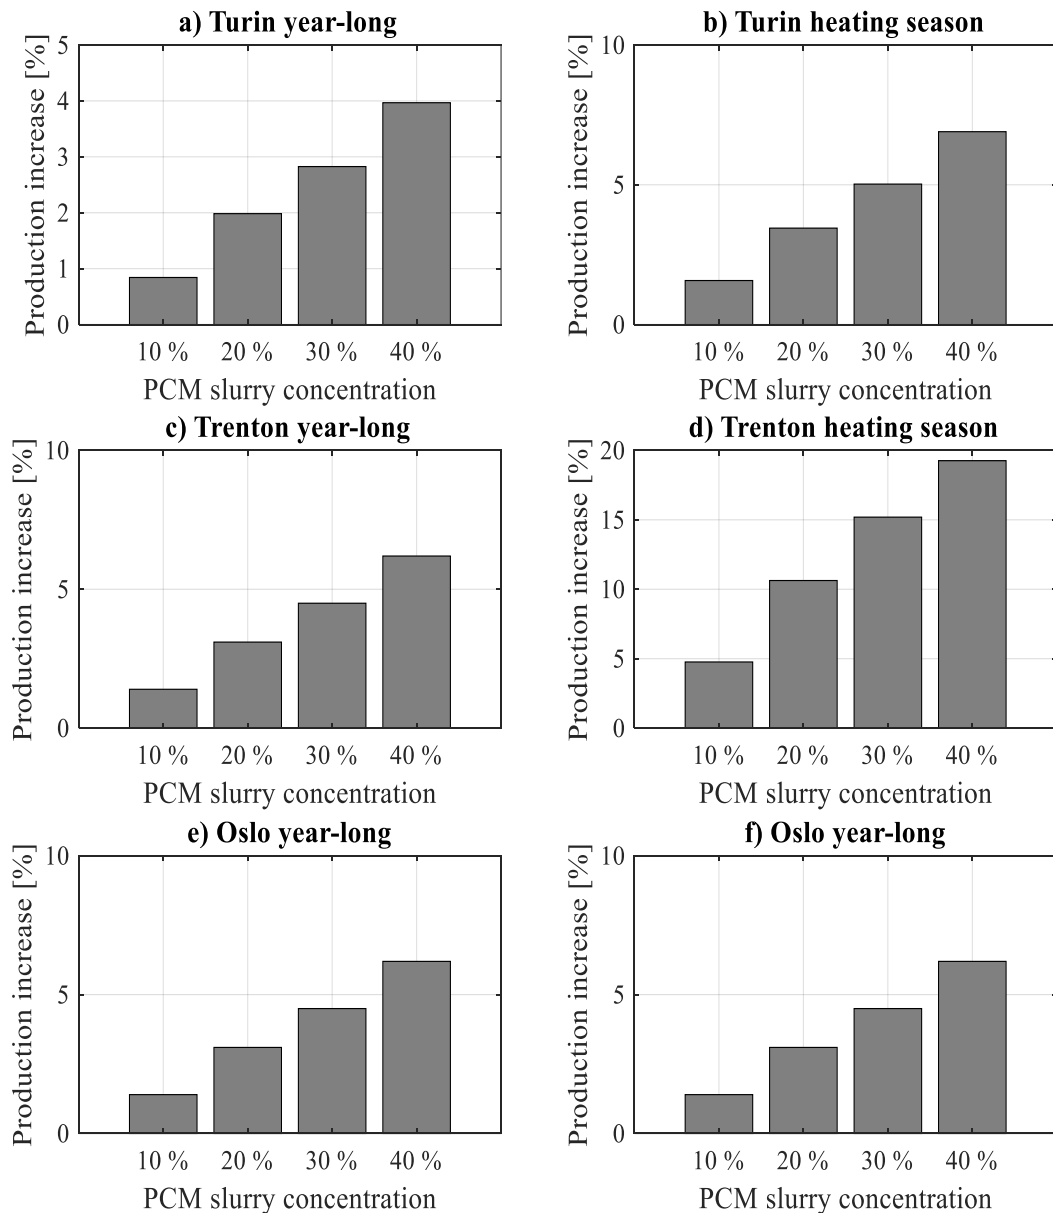 a) Turin year-long
Production increase [%]
5
4
3
2
1
0
10 %
20 %
30 %
40 %
PCM slurry concentration
b) Turin heating season
Production increase [%]
10
5
0
10 %
20 %
30 %
40 %
PCM slurry concentration
c) Trenton year-long
Production increase [%]
10
5
0
10 %
20 %
30 %
40 %
PCM slurry concentration
d) Trenton heating season
Production increase [%]
20
15
10
5
0
10 %
20 %
30 %
40 %
PCM slurry concentration
e) Oslo year-long
Production increase [%]
10
5
0
10 %
20 %
30 %
40 %
PCM slurry concentration
f) Oslo year-long
Production increase [%]
10
5
0
10 %
20 %
30 %
40 %
PCM slurry concentration